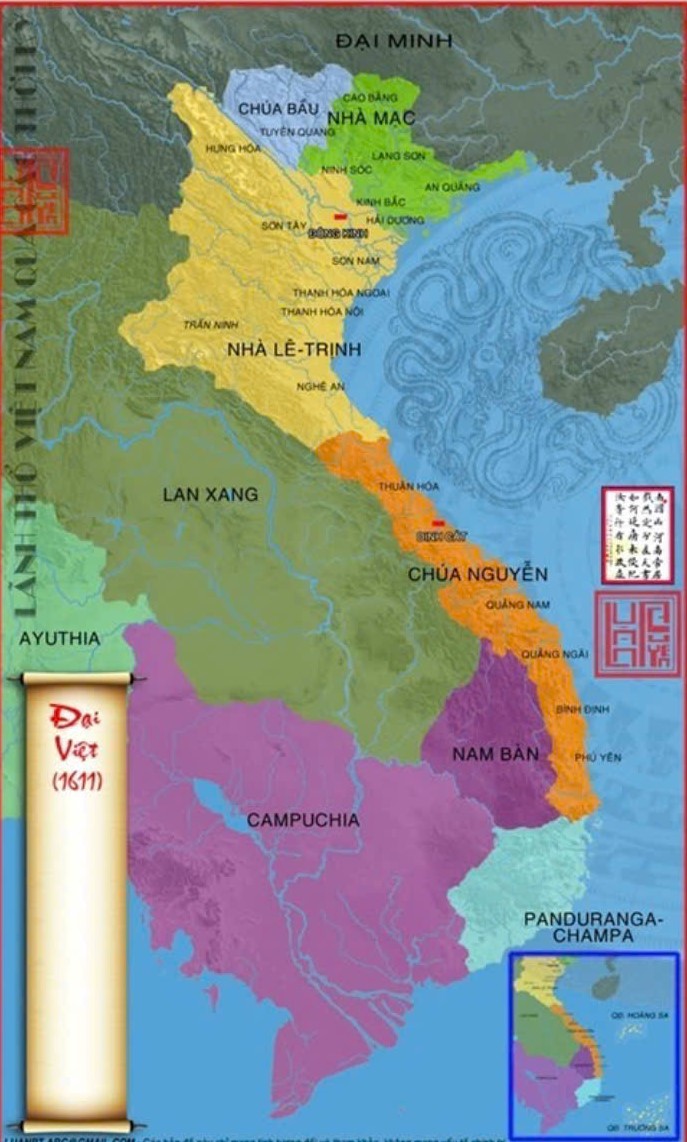 ĐẠI MINH
CHÚA BẦU
CAO BẰNG
NHÀ MẠC
TUYÊN QUANG
HƯNG HÓA
LẠNG SƠN
NINH SÓC
AN QUẢNG
KINH BẮC
HẢI DƯƠNG
SƠN TÂY
ĐÔNG KINH
SƠN NAM
THANH HÓA NGOẠI
THANH HÓA NỘI
TRẤN NINH
NHÀ LÊ-TRỊNH
NGHỆ AN
LÃNH THỔ VIỆT NAM QUA
THUẬN HÓA
LAN XANG
DINH CÁT
CHÚA NGUYỄN
QUẢNG NAM
AYUTHIA
QUẢNG NGÃI
Đại
Việt
(1611)
BÌNH ĐỊNH
NAM BÀN
PHÚ YÊN
CAMPUCHIA
PANDURANGA-
CHAMPA
QĐ. HOÀNG SA
QĐ. TRƯỜNG SA